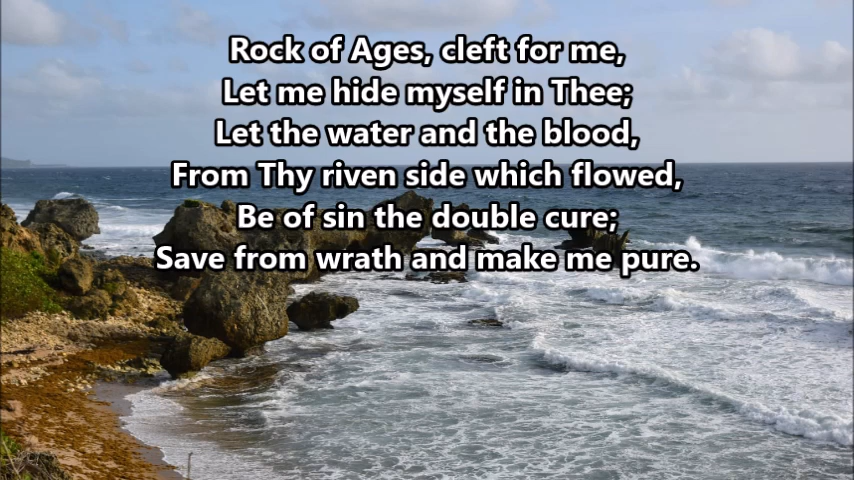 Rock of Ages, cleft for me,
Let me hide myself in Thee;
Let the water and the blood,
From Thy riven side which flowed,
Be of sin the double cure;
Save from wrath and make me pure.